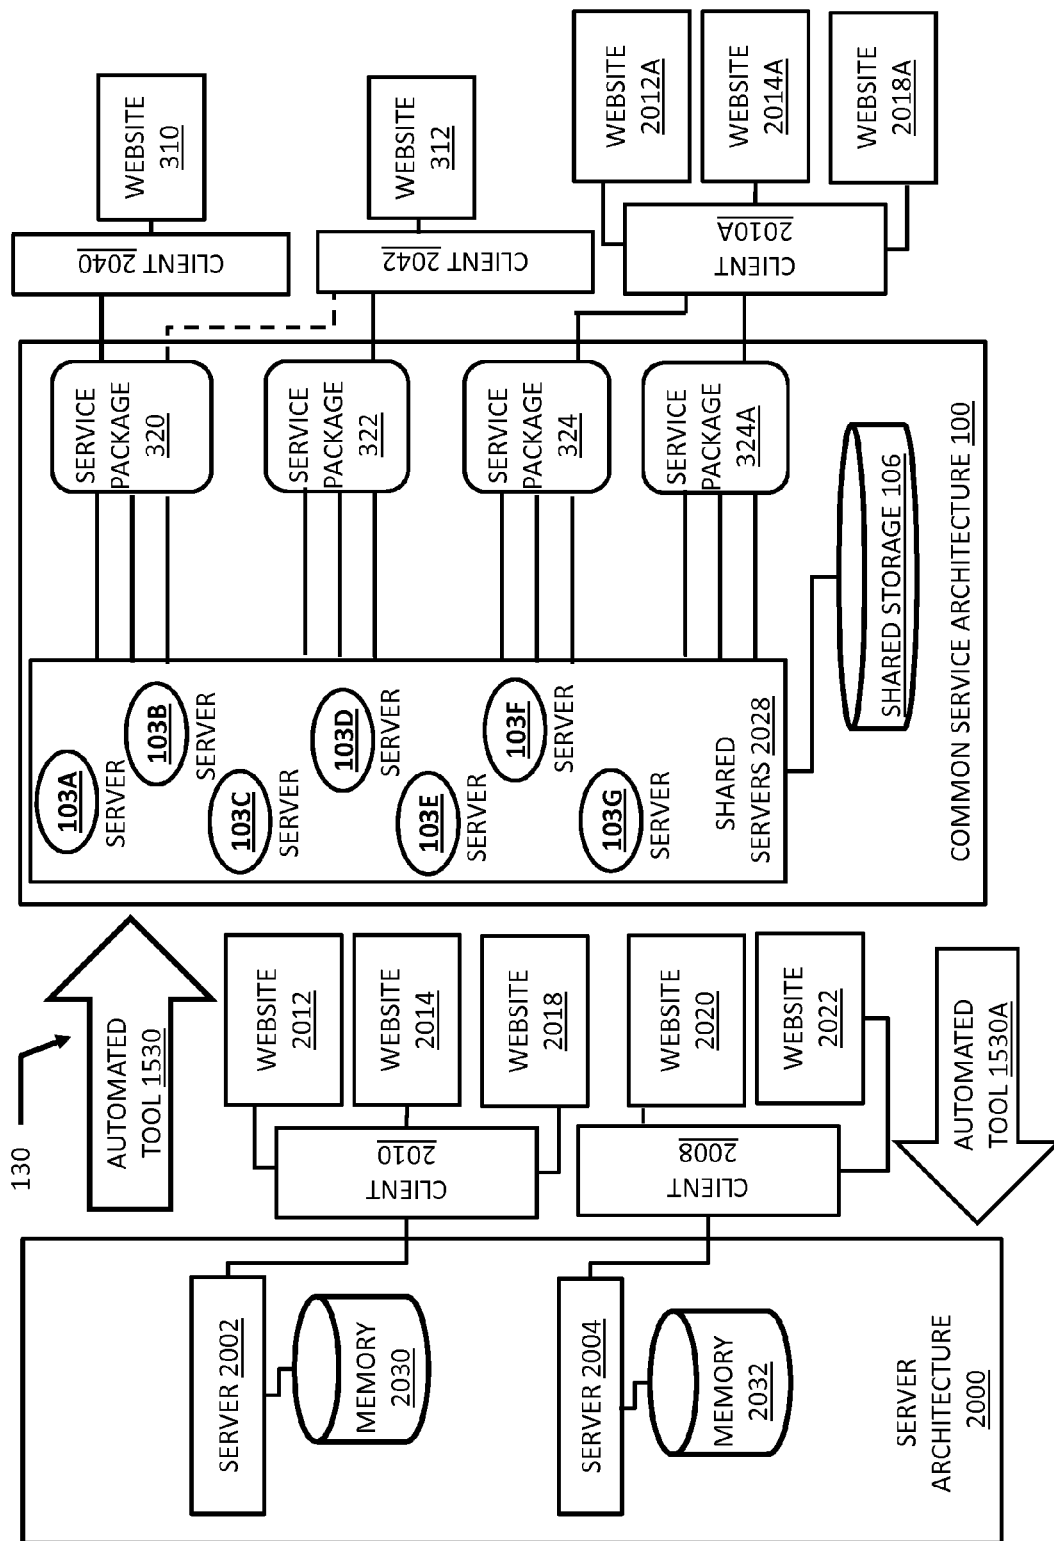 130
AUTOMATED
TOOL 1530
SERVER 2002
MEMORY
2030
SERVER 2004
MEMORY
2032
SERVER
ARCHITECTURE
2000
CLIENT
2010
WEBSITE
2012
WEBSITE
2014
WEBSITE
2018
CLIENT
2008
WEBSITE
2020
WEBSITE
2022
AUTOMATED
TOOL 1530A
103A
SERVER
103B
SERVER
103C
SERVER
103D
SERVER
103E
SERVER
103F
SERVER
103G
SERVER
SHARED
SERVERS 2028
SERVICE
PACKAGE
320
SERVICE
PACKAGE
322
SERVICE
PACKAGE
324
SERVICE
PACKAGE
324A
SHARED STORAGE 106
COMMON SERVICE ARCHITECTURE 100
CLIENT 2040
WEBSITE
310
CLIENT 2042
WEBSITE
312
CLIENT
2010A
WEBSITE
2012A
WEBSITE
2014A
WEBSITE
2018A